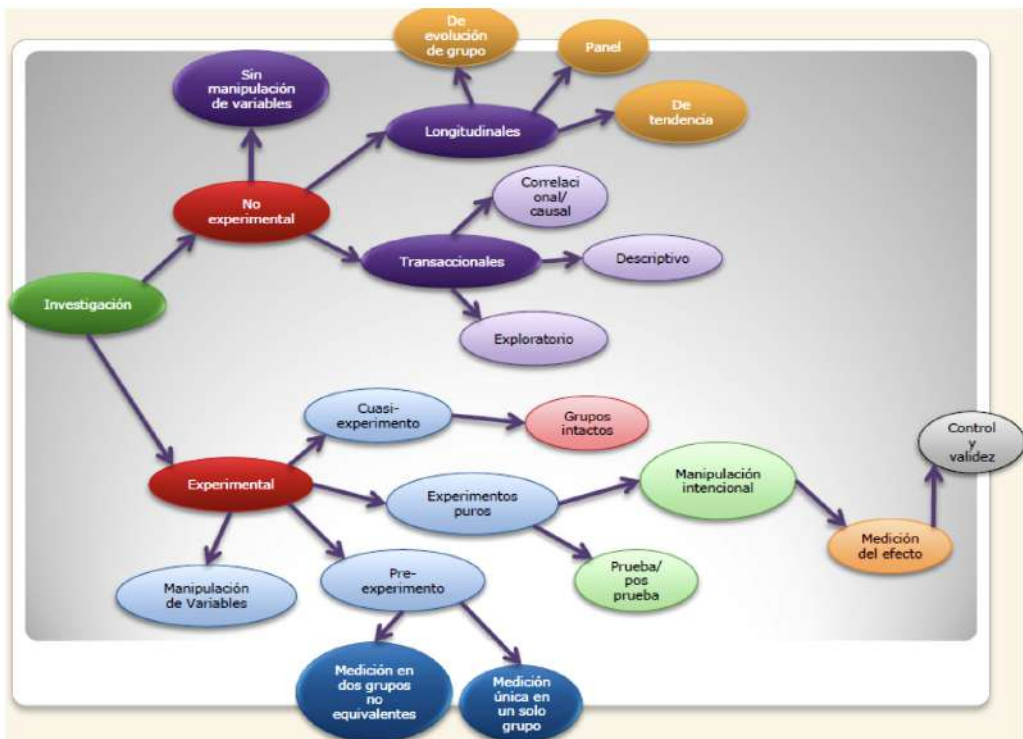 De
evolución
de grupo
Panel
Sin
manipulación
de variables
De
tendencia
Longitudinales
Correlaci
onal/
causal
No
experimental
Transaccionales
Descriptivo
Investigación
Exploratorio
Cuasi-
experimento
Grupos
intactos
Control
y
validez
Manipulación
intencional
Experimental
Experimentos
puros
Medición
del efecto
Prueba/
pos
prueba
Manipulación
de Variables
Pre-
experimento
Medición en
dos grupos
no
equivalentes
Medición
única en
un solo
grupo